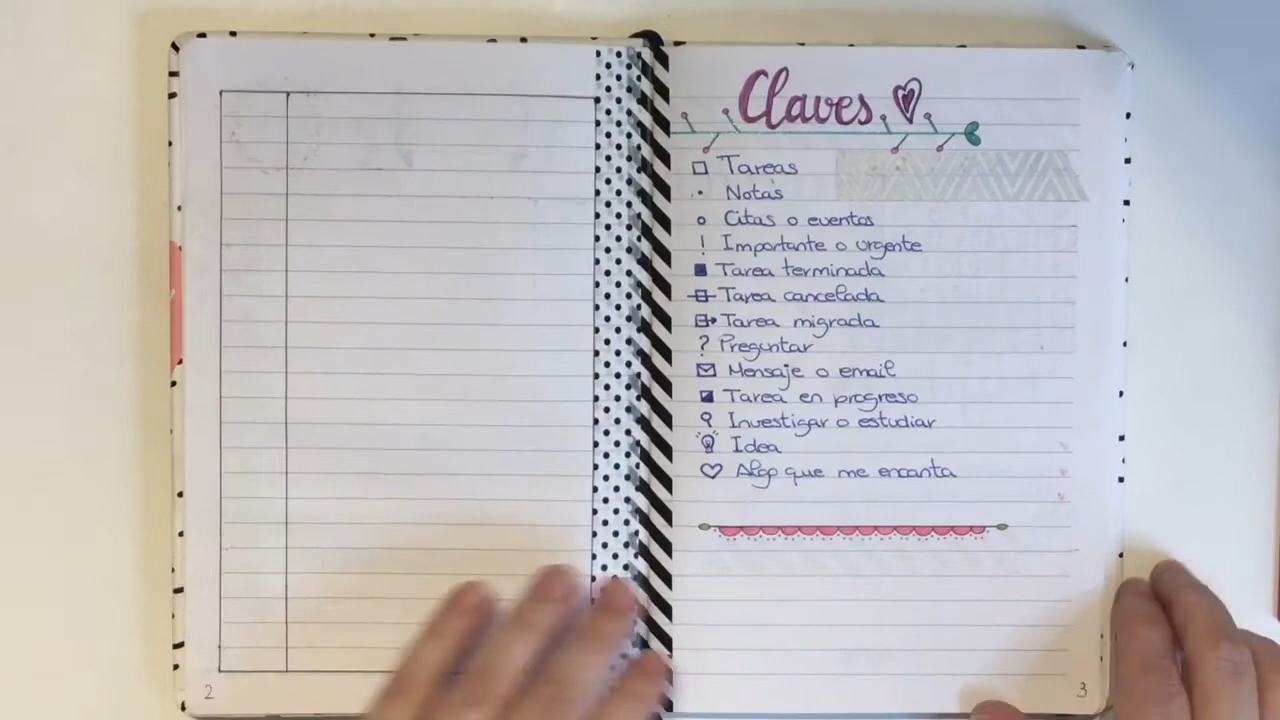 Claves
Tareas
Notas
Citas o eventos
! Importante o urgente
Tarea terminada
Tarea cancelada
Tarea migrada
? Preguntar
Mensaje o email
Tarea en progreso
Investigar o estudiar
Idea
Algo que me encanta
2
3